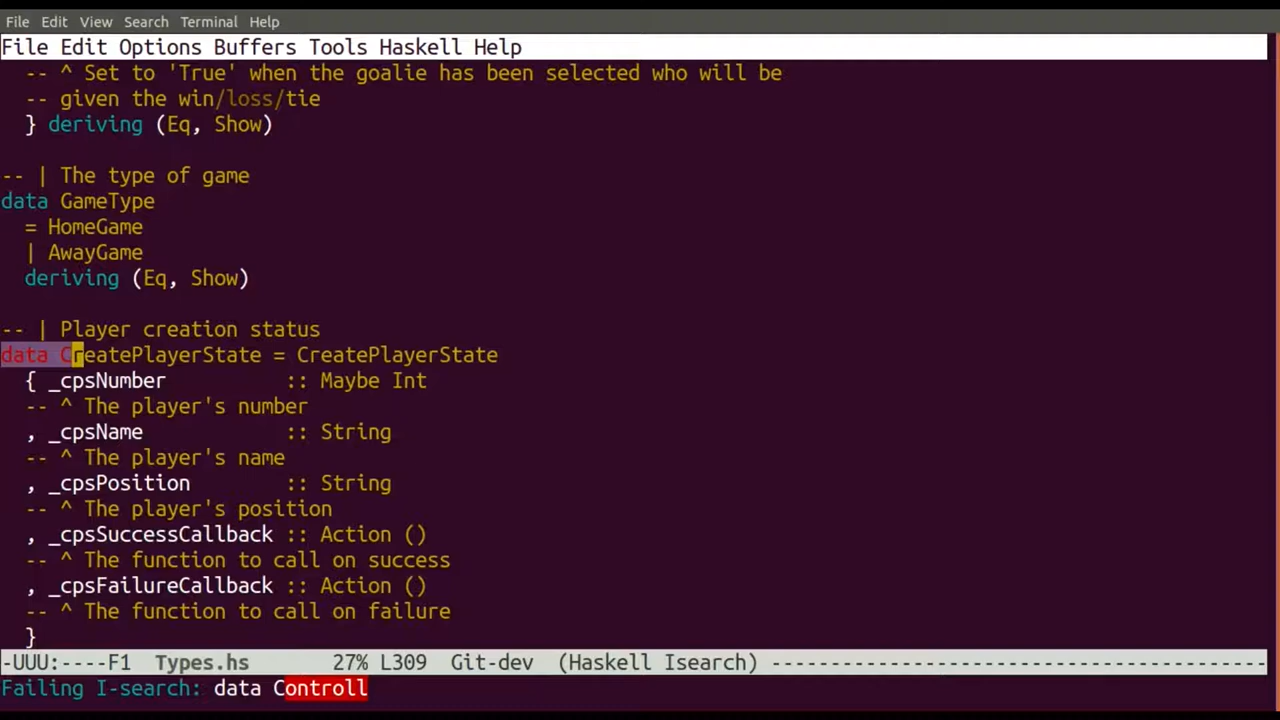 File Edit View Search Terminal Help
File Edit Options Buffers Tools Haskell Help
-- ^ Set to 'True' when the goalie has been selected who will be
-- given the win/loss/tie
} deriving (Eq, Show)
-- | The type of game
data GameType
= HomeGame
| AwayGame
deriving (Eq, Show)
-- | Player creation status
data CreatePlayerState = CreatePlayerState
{ _cpsNumber :: Maybe Int
-- ^ The player's number
, _cpsName :: String
-- ^ The player's name
, _cpsPosition :: String
-- ^ The player's position
, _cpsSuccessCallback :: Action ()
-- ^ The function to call on success
, _cpsFailureCallback :: Action ()
-- ^ The function to call on failure
}
-UUU:----F1 Types.hs 27% L309 Git-dev (Haskell Isearch) ------------------------------------------
Failing I-search: data Controll